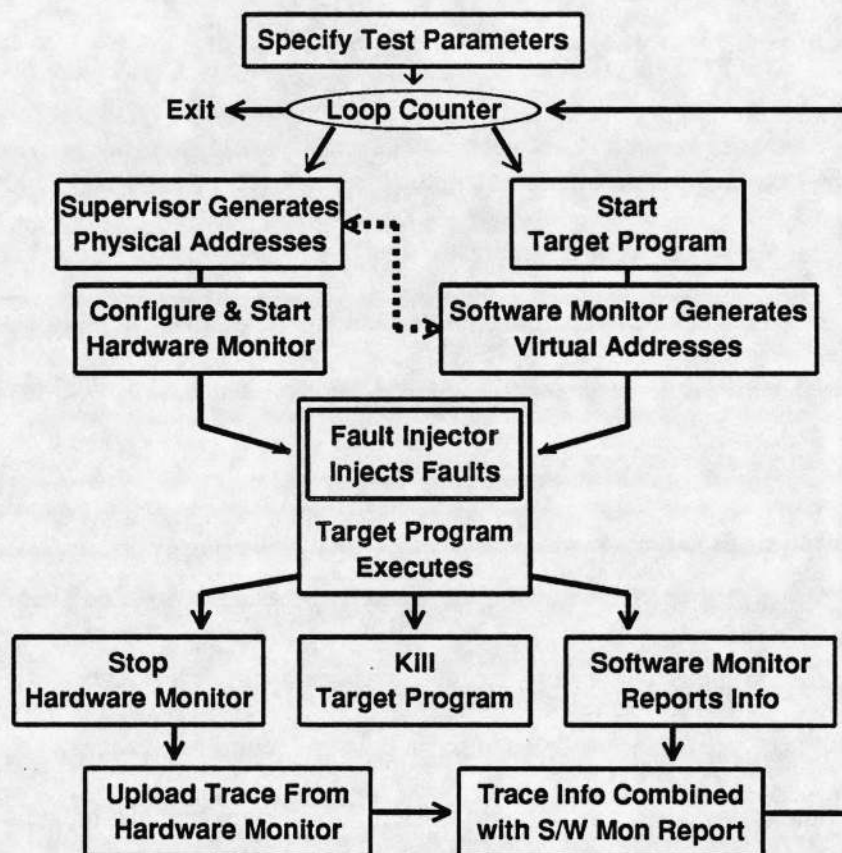 Specify Test Parameters
Exit
Loop Counter
Supervisor Generates
Physical Addresses
Start
Target Program
Configure & Start
Hardware Monitor
Software Monitor Generates
Virtual Addresses
Fault Injector
Injects Faults
Target Program
Executes
Stop
Hardware Monitor
Kill
Target Program
Software Monitor
Reports Info
Upload Trace From
Hardware Monitor
Trace Info Combined
with S/W Mon Report